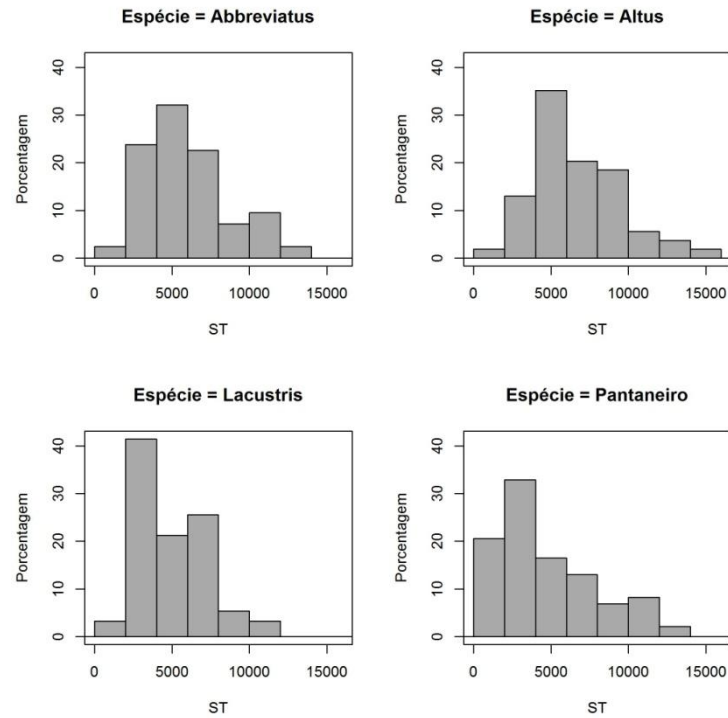 Espécie = Abbreviatus
Porcentagem
40
30
20
10
0
0 5000 10000 15000
ST
Espécie = Altus
Porcentagem
40
30
20
10
0
0 5000 10000 15000
ST
Espécie = Lacustris
Porcentagem
40
30
20
10
0
0 5000 10000 15000
ST
Espécie = Pantaneiro
Porcentagem
40
30
20
10
0
0 5000 10000 15000
ST